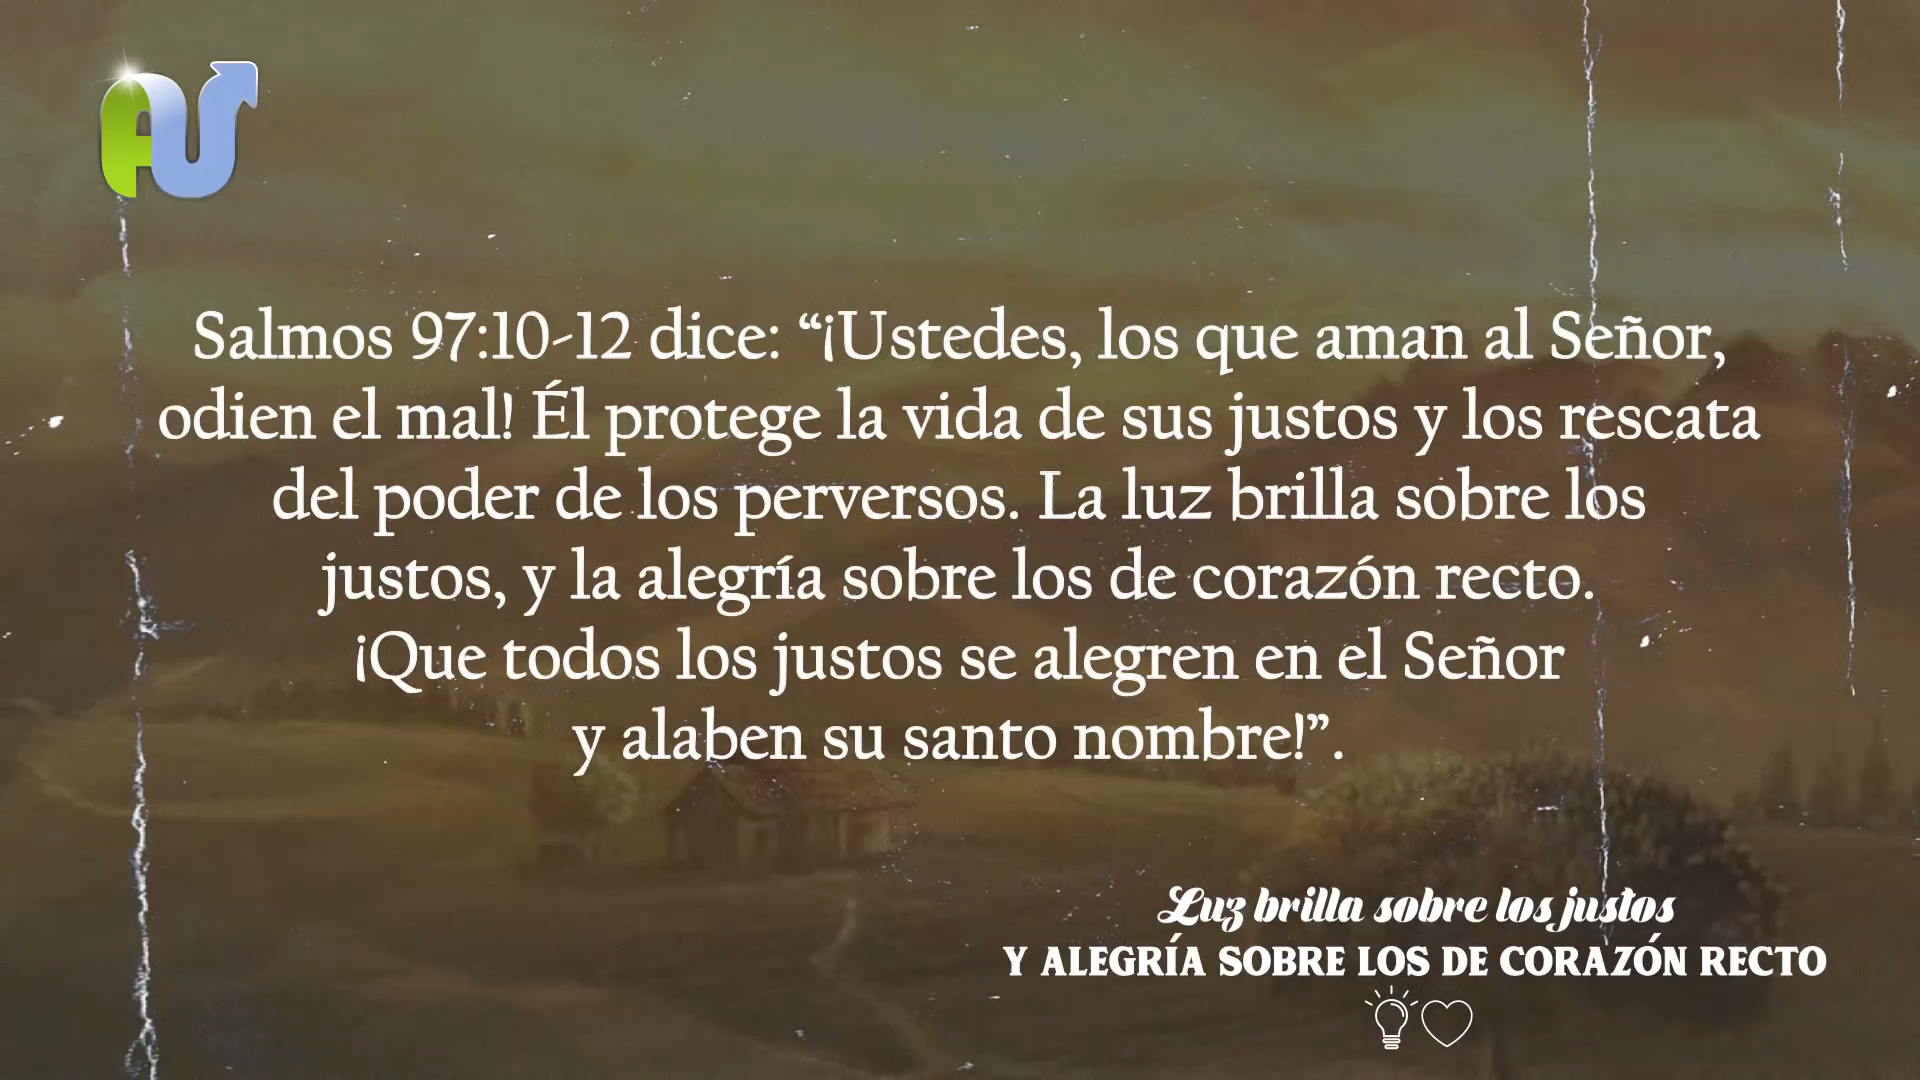 AU
Salmos 97:10-12 dice: “¡Ustedes, los que aman al Señor,
odien el mal! Él protege la vida de sus justos y los rescata
del poder de los perversos. La luz brilla sobre los
justos, y la alegría sobre los de corazón recto.
¡Que todos los justos se alegren en el Señor
y alaben su santo nombre!”.
Luz brilla sobre los justos
Y ALEGRÍA SOBRE LOS DE CORAZÓN RECTO